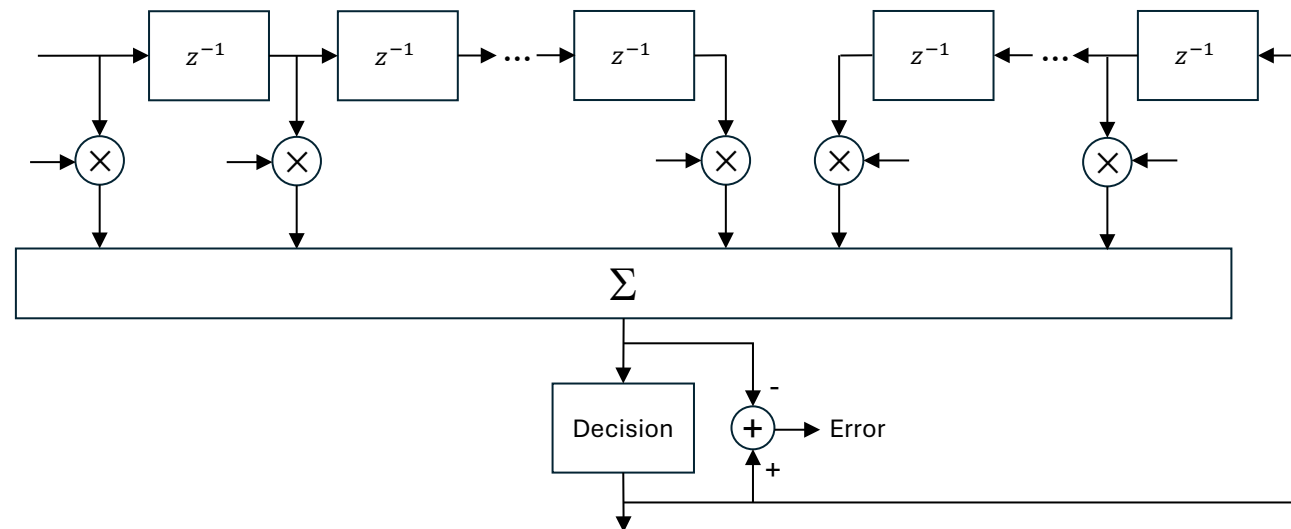 z⁻¹ z⁻¹ ... z⁻¹ z⁻¹ ... z⁻¹
× × × × ×
Σ
-
Decision + Error
+